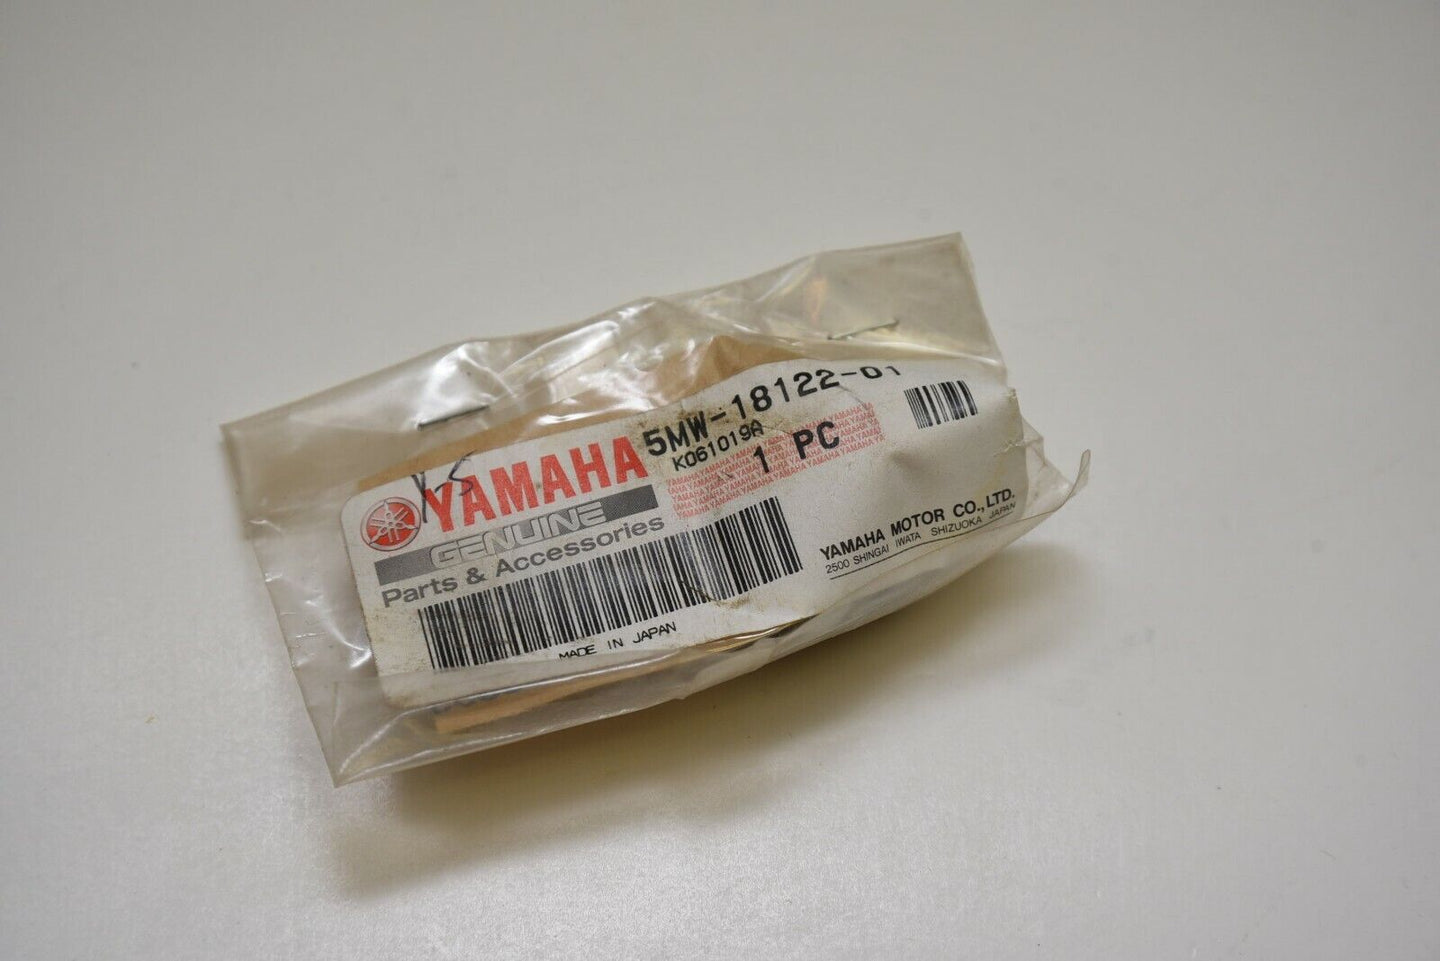 5MW-18122-01
K061019A
1 PC
YAMAHA
GENUINE
Parts & Accessories
MADE IN JAPAN
YAMAHA MOTOR CO.,LTD.
2500 SHINGAI IWATA SHIZUOKA JAPAN